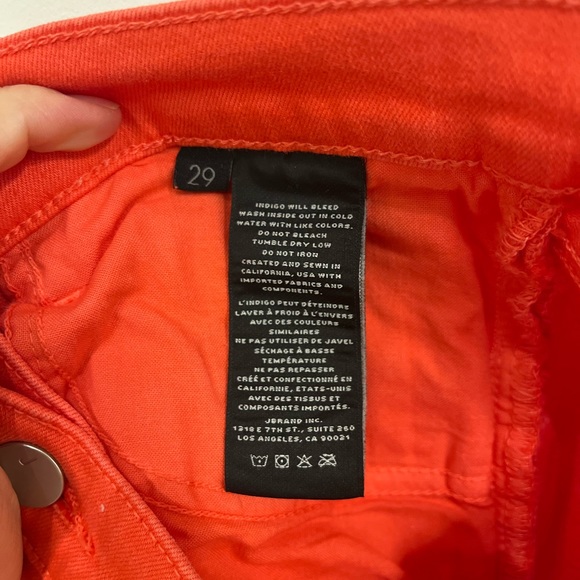 29
INDIGO WILL BLEED
WASH INSIDE OUT IN COLD
WATER WITH LIKE COLORS.
DO NOT BLEACH
TUMBLE DRY LOW
DO NOT IRON
CREATED AND SEWN IN
CALIFORNIA, USA WITH
IMPORTED FABRICS AND
COMPONENTS.
L'INDIGO PEUT DÉTEINDRE
LAVER À FROID À L'ENVERS
AVEC DES COULEURS
SIMILAIRES
NE PAS UTILISER DE JAVEL
SÉCHAGE À BASSE
TEMPÉRATURE
NE PAS REPASSER
CRÉÉ ET CONFECTIONNÉ EN
CALIFORNIE, ÉTATS-UNIS
AVEC DES TISSUS ET
COMPOSANTS IMPORTÉS.
JBRAND INC.
1318 E 7TH ST., SUITE 260
LOS ANGELES, CA 90021